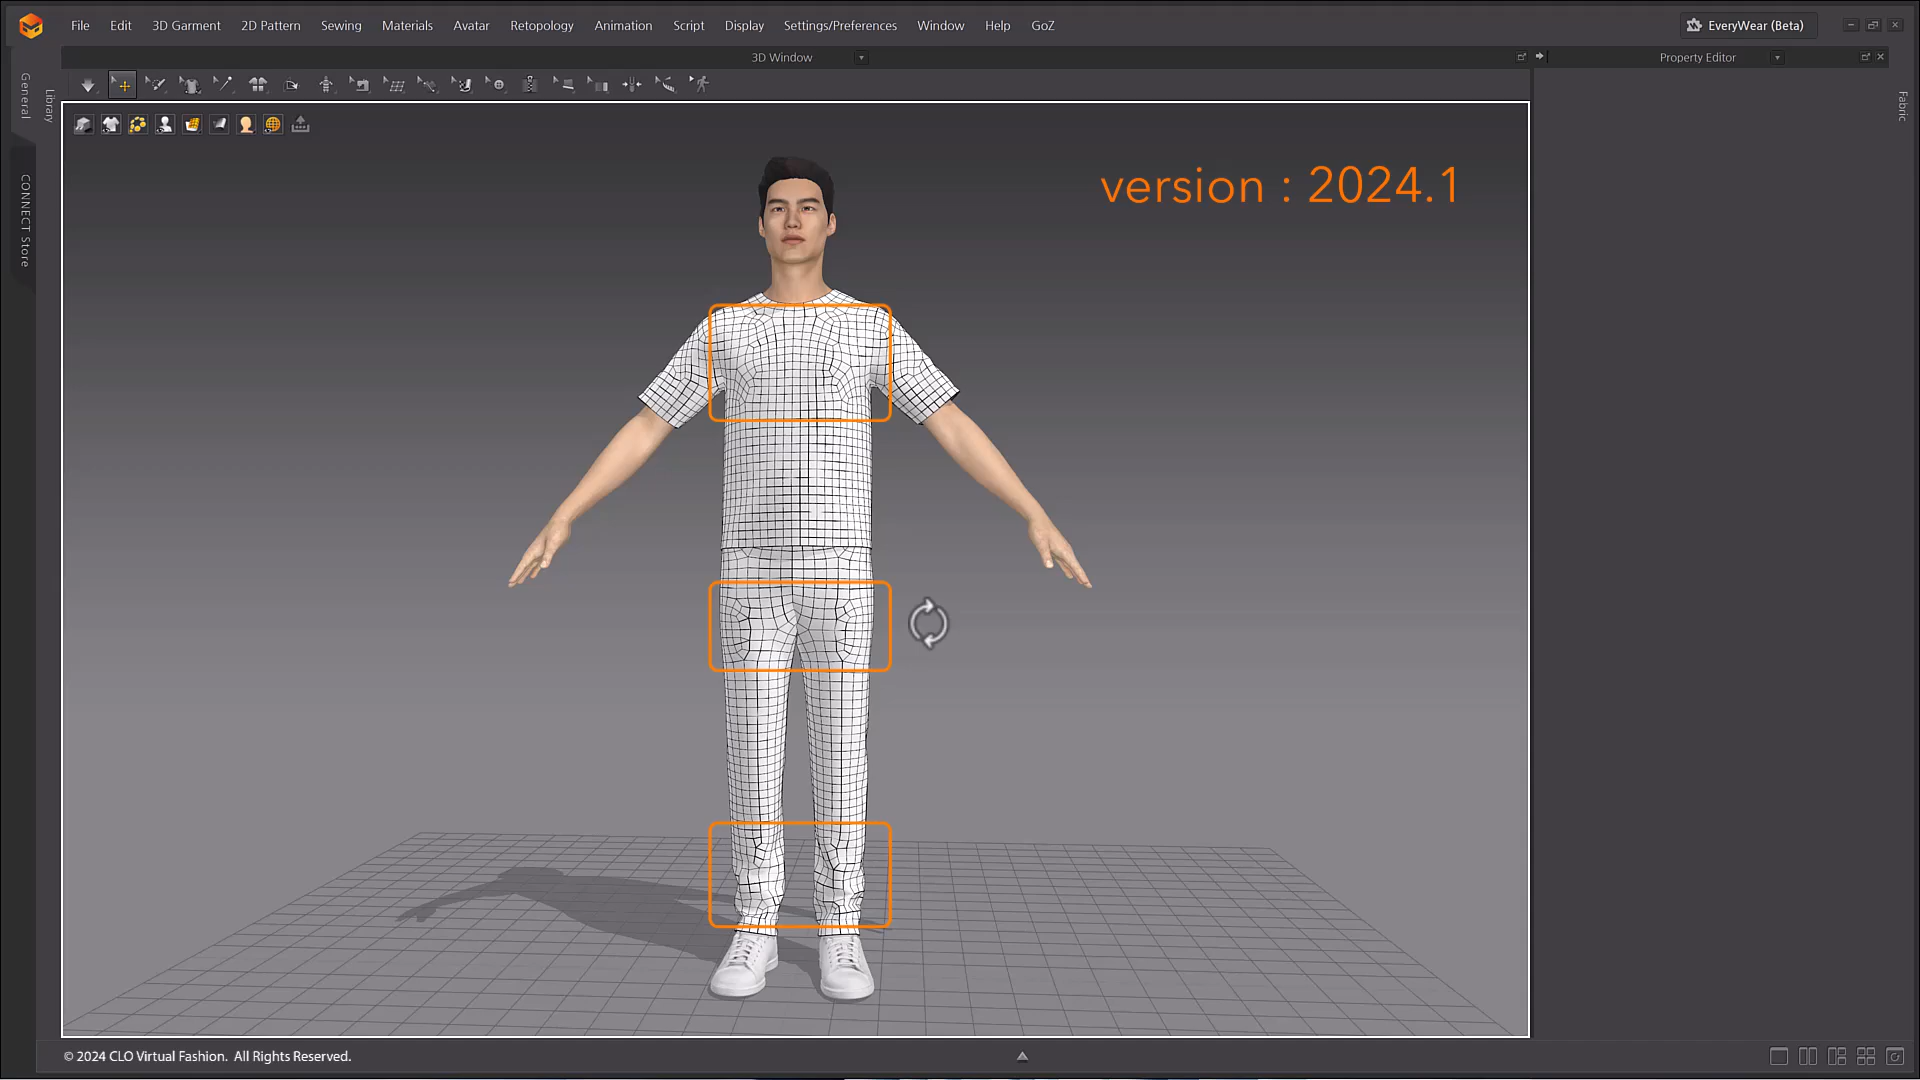 File Edit 3D Garment 2D Pattern Sewing Materials Avatar Retopology Animation Script Display Settings/Preferences Window Help GoZ EveryWear (Beta)
3D Window Property Editor
General
Library
CONNECT Store
Fabric
version : 2024.1
© 2024 CLO Virtual Fashion. All Rights Reserved.